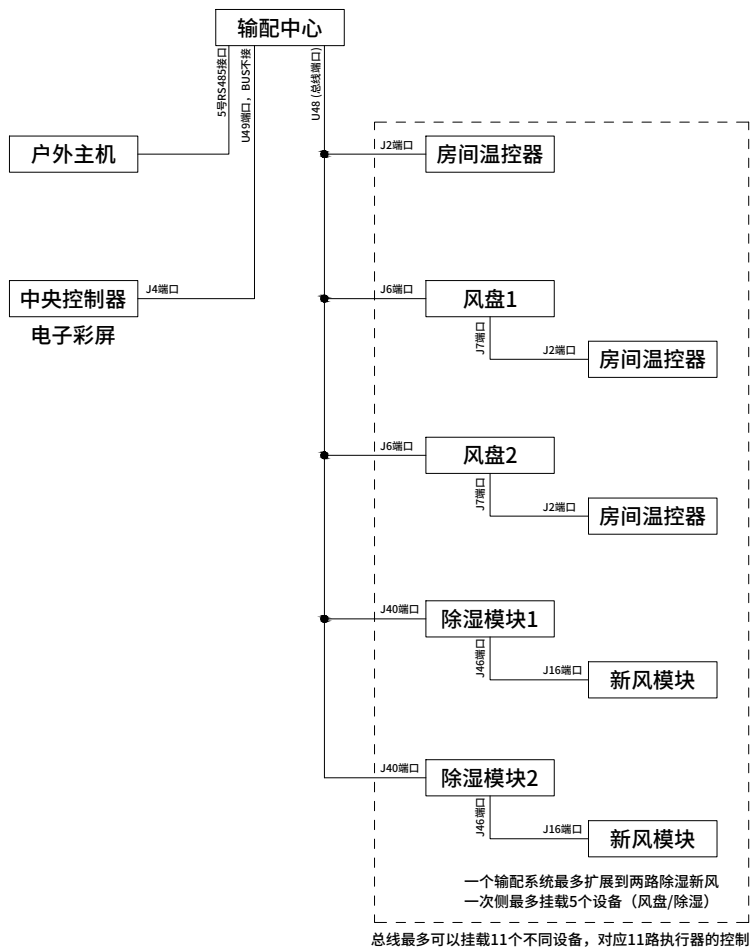 输配中心
5号RS485接口
U49端口，BUS不接
U48 (总线端口)
户外主机
J2端口
房间温控器
中央控制器
J4端口
电子彩屏
J6端口
风盘1
J7端口
J2端口
房间温控器
J6端口
风盘2
J7端口
J2端口
房间温控器
J40端口
除湿模块1
J46端口
J16端口
新风模块
J40端口
除湿模块2
J46端口
J16端口
新风模块
一个输配系统最多扩展到两路除湿新风
一次侧最多挂载5个设备（风盘/除湿）
总线最多可以挂载11个不同设备，对应11路执行器的控制